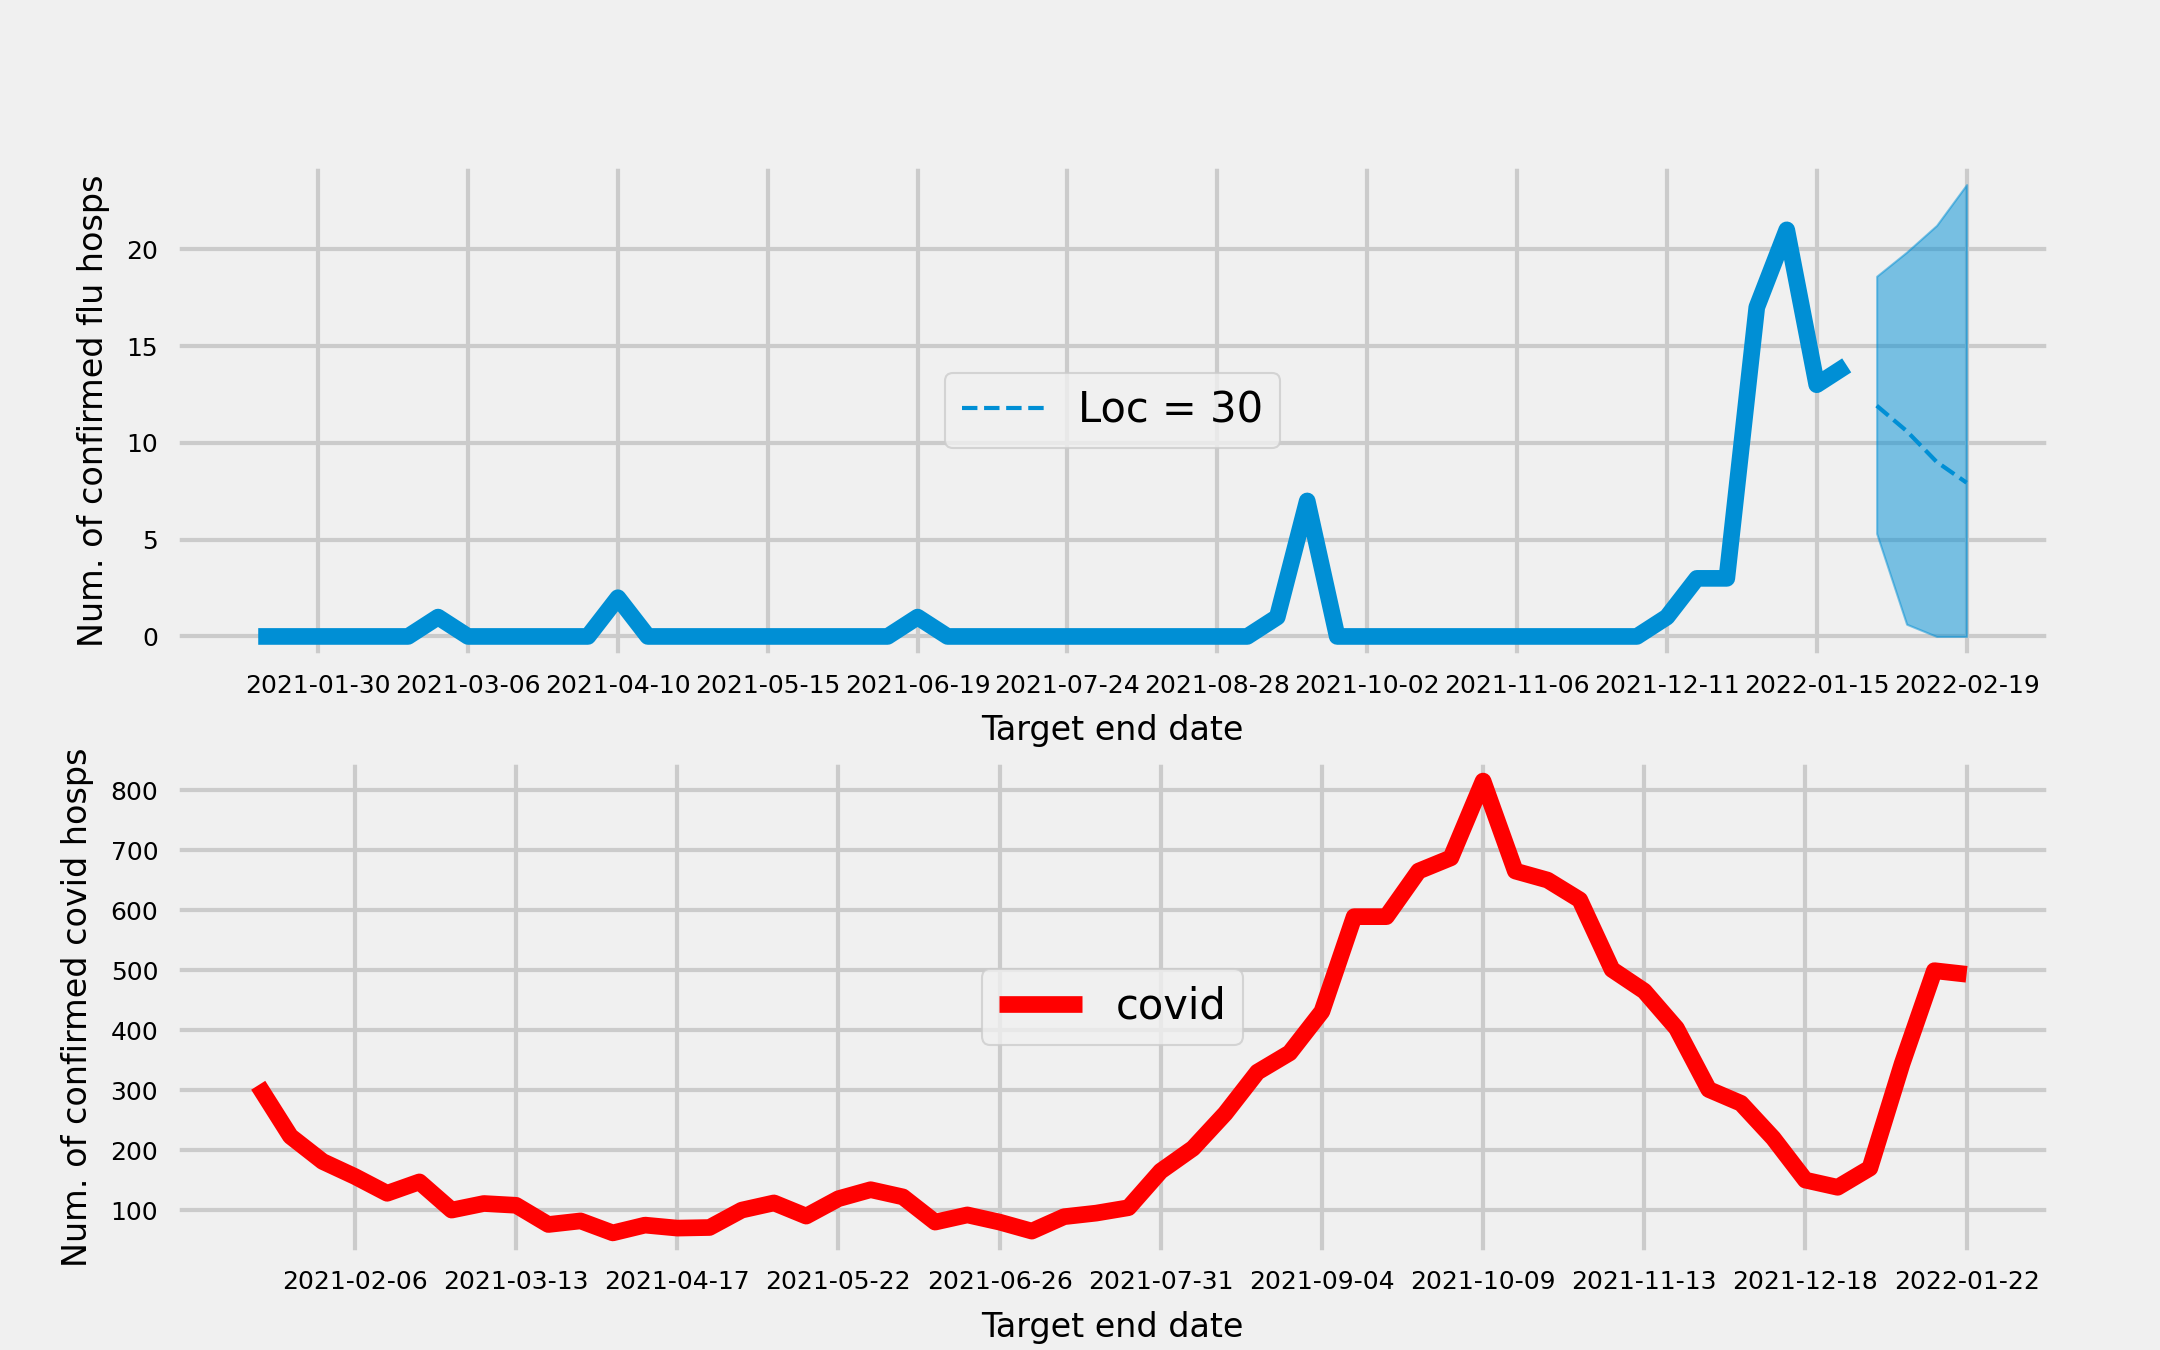 Num. of confirmed flu hosps
20
15
10
5
0
Loc = 30
2021-01-30 2021-03-06 2021-04-10 2021-05-15 2021-06-19 2021-07-24 2021-08-28 2021-10-02 2021-11-06 2021-12-11 2022-01-15 2022-02-19
Target end date
Num. of confirmed covid hosps
800
700
600
500
400
300
200
100
covid
2021-02-06 2021-03-13 2021-04-17 2021-05-22 2021-06-26 2021-07-31 2021-09-04 2021-10-09 2021-11-13 2021-12-18 2022-01-22
Target end date